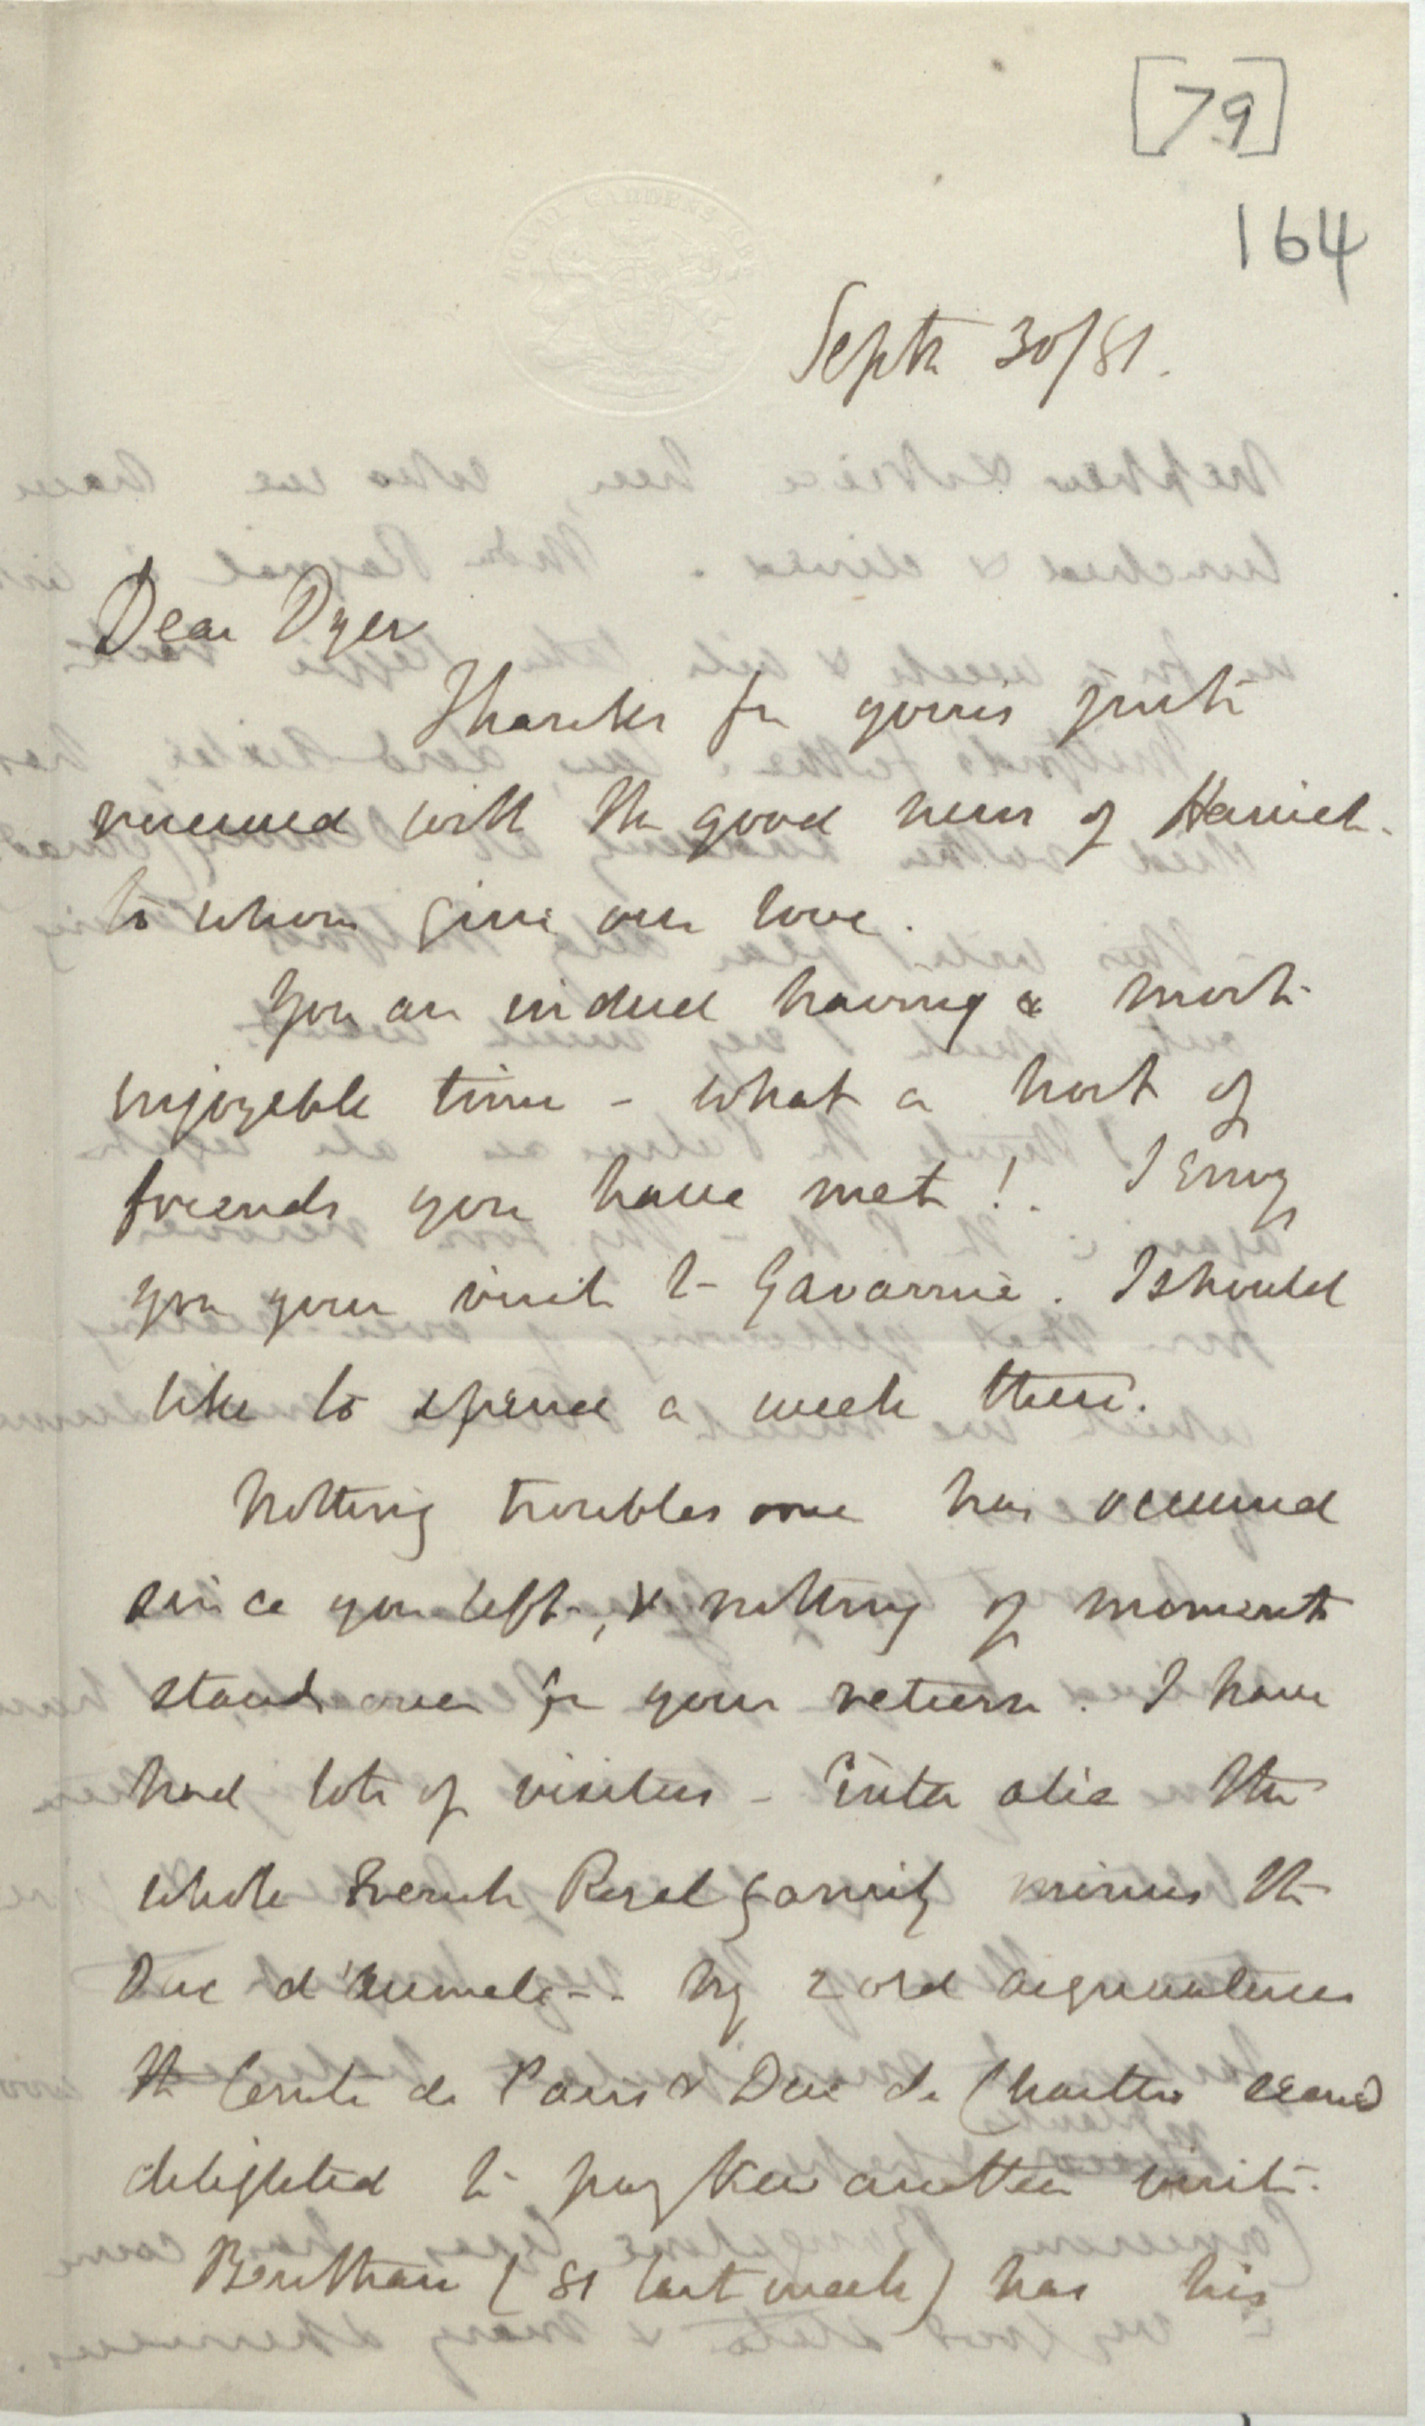 [79]
164
ROYAL GARDENS KEW
Septr 30/81.
Dear Dyer
Thanks for yours just
received with the good news of Harriet
to whom give our love.
You are indeed having a most
enjoyable time - what a host of
friends you have met! I envy
you your visit to Gavarnie. I should
like to spend a week there.
Nothing troublesome has occurred
since you left, & nothing of moment
stands over for your return. I have
had lots of visitors - inter alia the
whole French Royal family minus the
Duc d'Aumale -. My 2 old acquaintances
the Comte de Paris & Duc de Chartres seemed
delighted to pay Kew another visit.
Bentham (81 last week) has his